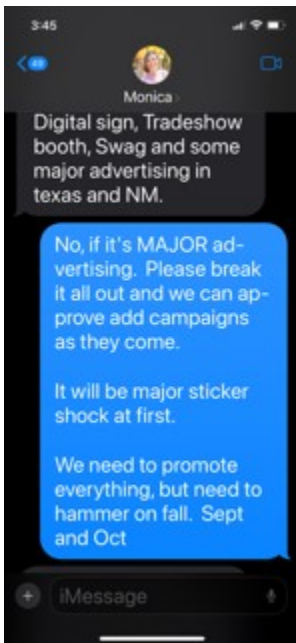 3:45
49
Monica
Digital sign, Tradeshow
booth, Swag and some
major advertising in
texas and NM.
No, if it's MAJOR ad-
vertising. Please break
it all out and we can ap-
prove add campaigns
as they come.
It will be major sticker
shock at first.
We need to promote
everything, but need to
hammer on fall. Sept
and Oct
iMessage